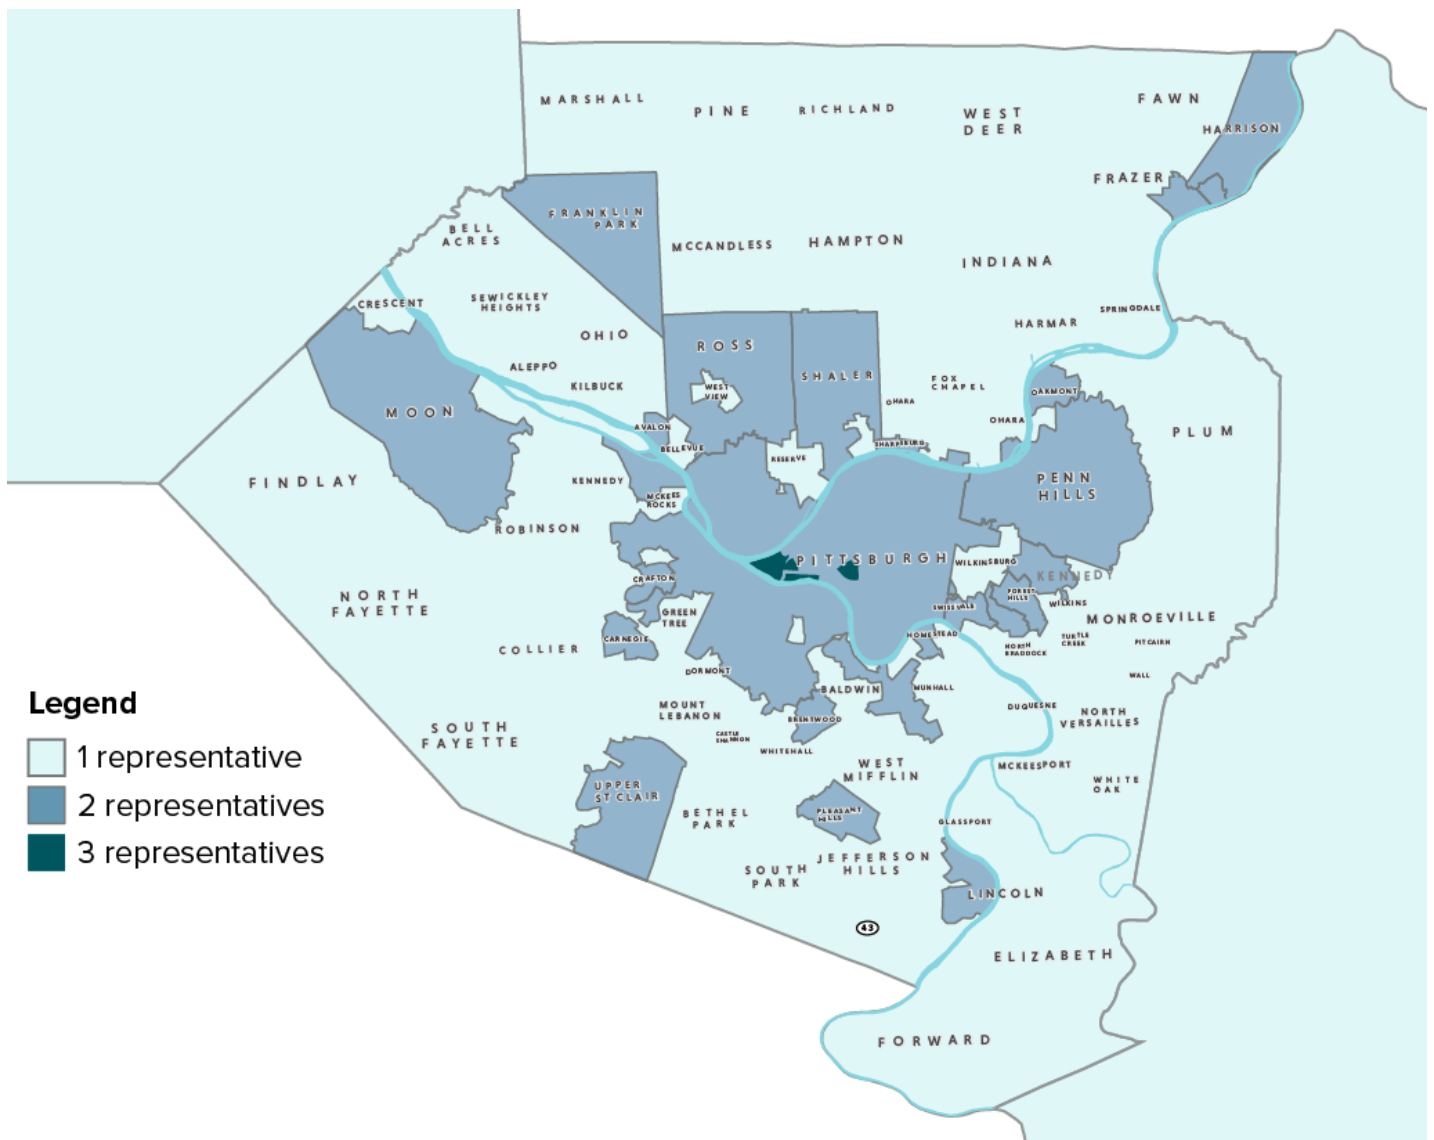 MARSHALL
PINE
RICHLAND
WEST
DEER
FAWN
HARRISON
FRAZER
FRANKLIN
PARK
BELL
ACRES
MCCANDLESS
HAMPTON
INDIANA
CRESCENT
SEWICKLEY
HEIGHTS
OHIO
SPRINGDALE
HARMAR
ROSS
SHALER
ALEPPO
KILBUCK
FOX
CHAPEL
WEST
VIEW
OHARA
OAKMONT
MOON
AVALON
OHARA
PLUM
BELLEVUE
SHARPSBURG
RESERVE
FINDLAY
KENNEDY
PENN
HILLS
MCKEES
ROCKS
ROBINSON
PITTSBURGH
WILKINSBURG
KENNEDY
CRAFTON
FOREST
HILLS
NORTH
FAYETTE
SWISSVALE
WILKINS
GREEN
TREE
MONROEVILLE
CARNEGIE
HOMESTEAD
TURTLE
CREEK
PITCAIRN
COLLIER
NORTH
BRADDOCK
DORMONT
WALL
BALDWIN
MUNHALL
Legend
MOUNT
LEBANON
DUQUESNE
NORTH
VERSAILLES
BRENTWOOD
SOUTH
FAYETTE
CASTLE
SHANNON
WHITEHALL
1 representative
WEST
MIFFLIN
MCKEESPORT
WHITE
OAK
UPPER
ST CLAIR
2 representatives
BETHEL
PARK
PLEASANT
HILLS
GLASSPORT
3 representatives
JEFFERSON
HILLS
SOUTH
PARK
LINCOLN
43
ELIZABETH
FORWARD